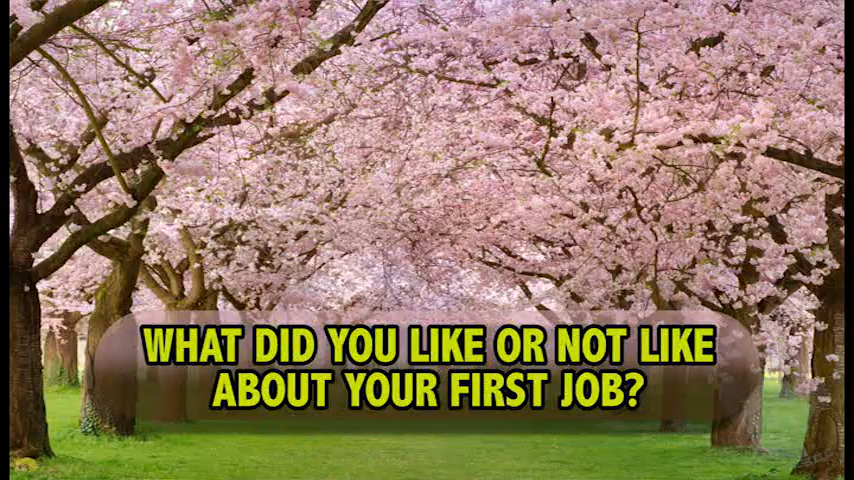 WHAT DID YOU LIKE OR NOT LIKE
ABOUT YOUR FIRST JOB?